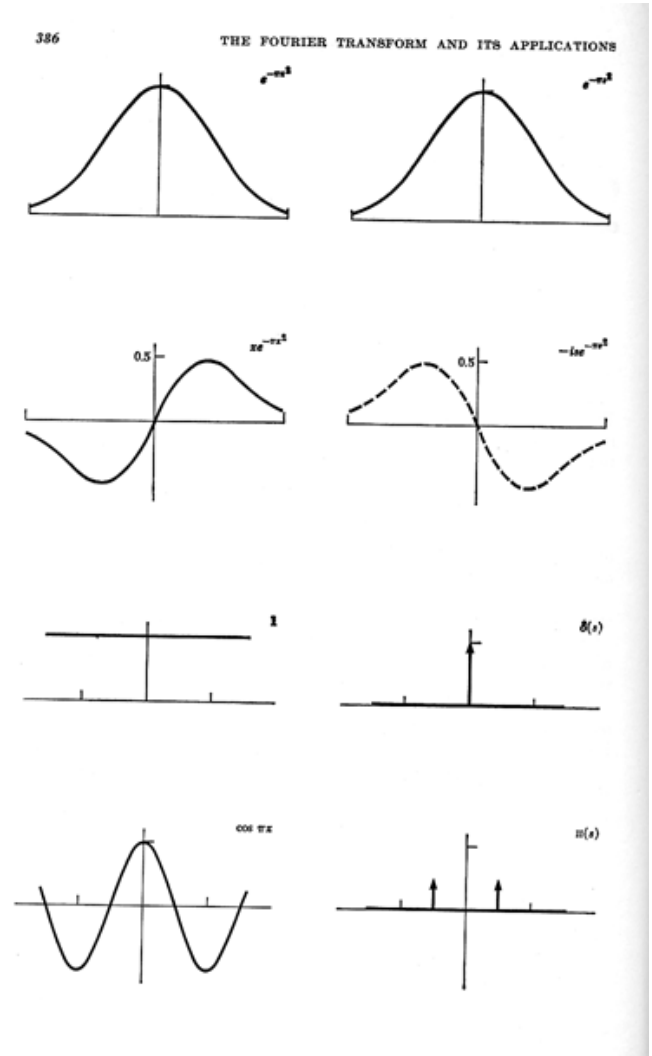 386 THE FOURIER TRANSFORM AND ITS APPLICATIONS
e^{-πx²} e^{-πs²}
0.5 xe^{-πx²} 0.5 -ise^{-πs²}
1 δ(s)
cos πx II(s)